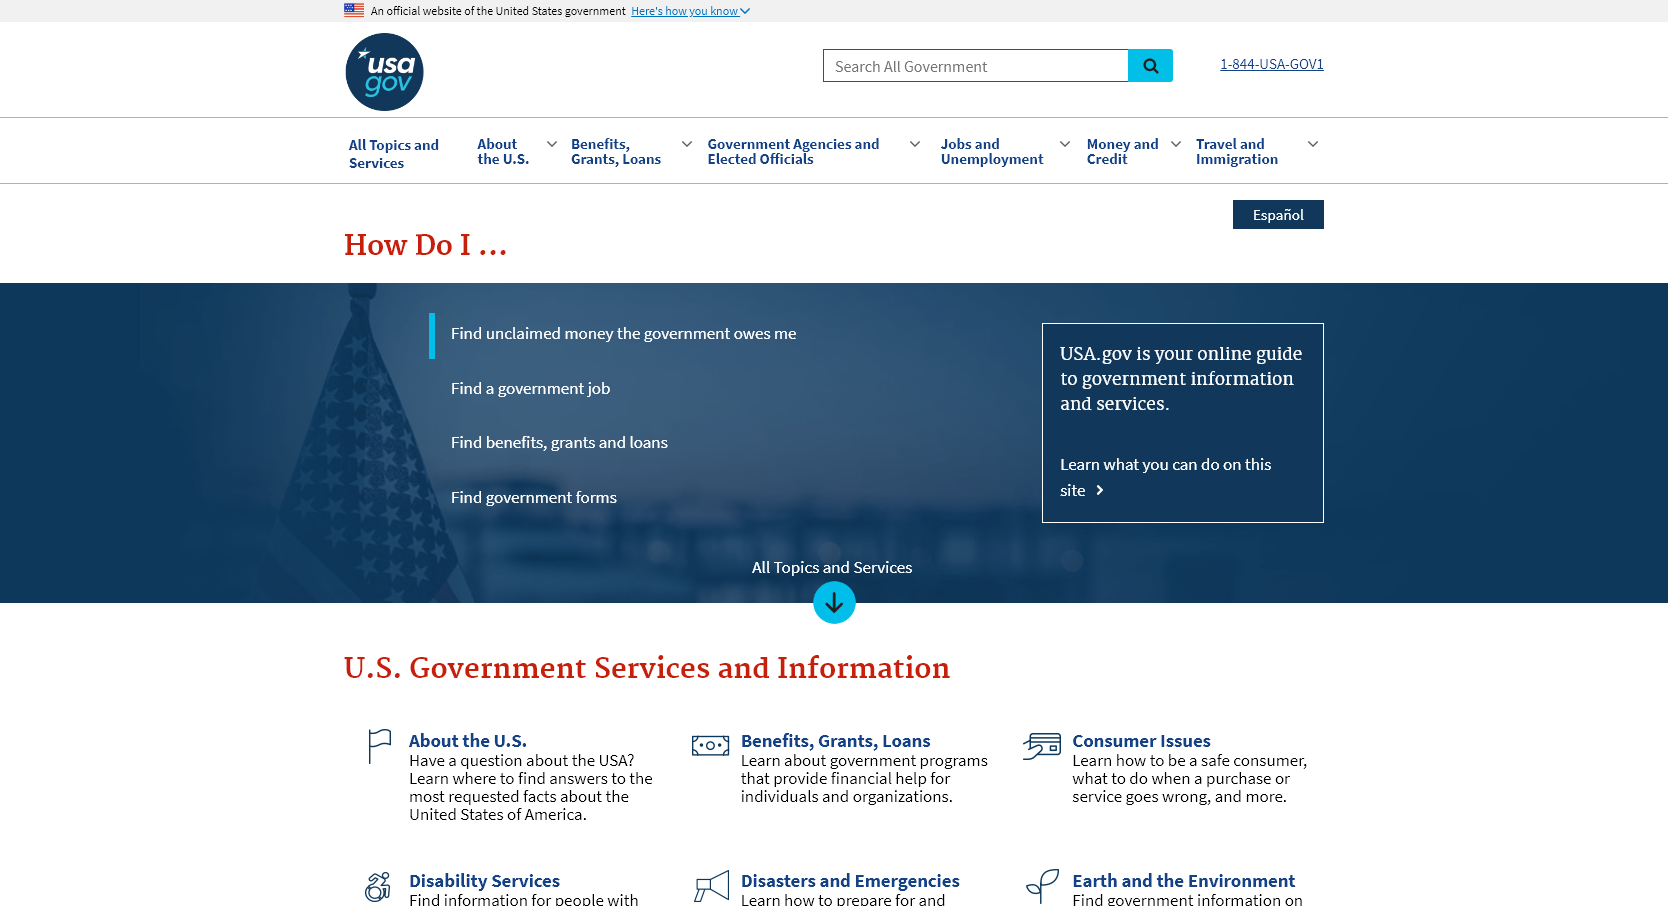 An official website of the United States government Here's how you know
usa
gov
Search All Government
1-844-USA-GOV1
All Topics and
Services
About
the U.S.
Benefits,
Grants, Loans
Government Agencies and
Elected Officials
Jobs and
Unemployment
Money and
Credit
Travel and
Immigration
Español
How Do I ...
Find unclaimed money the government owes me
Find a government job
Find benefits, grants and loans
Find government forms
USA.gov is your online guide
to government information
and services.
Learn what you can do on this
site
All Topics and Services
U.S. Government Services and Information
About the U.S.
Have a question about the USA?
Learn where to find answers to the
most requested facts about the
United States of America.
Benefits, Grants, Loans
Learn about government programs
that provide financial help for
individuals and organizations.
Consumer Issues
Learn how to be a safe consumer,
what to do when a purchase or
service goes wrong, and more.
Disability Services
Find information for people with
Disasters and Emergencies
Learn how to prepare for and
Earth and the Environment
Find government information on